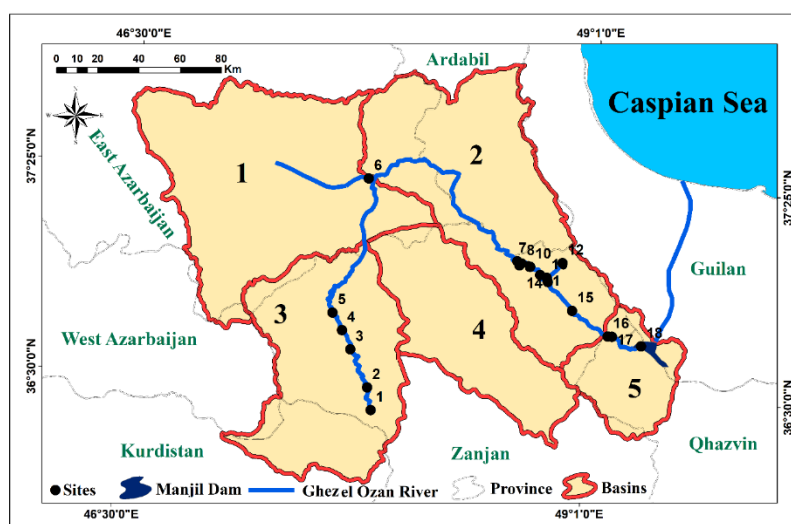 46°30'0"E
49°1'0"E
0 10 20 40 60 80
Km
Ardabil
Caspian Sea
37°25'0"N
37°25'0"N
East Azarbaijan
1
2
6
7 8 10 1 12
14 1
15
Guilan
West Azarbaijan
3
5
4
3
2
1
4
16
17
18
5
36°30'0"N
36°30'0"N
Kurdistan
Zanjan
Qhazvin
Sites Manjil Dam Ghezel Ozan River Province Basins
46°30'0"E
49°1'0"E